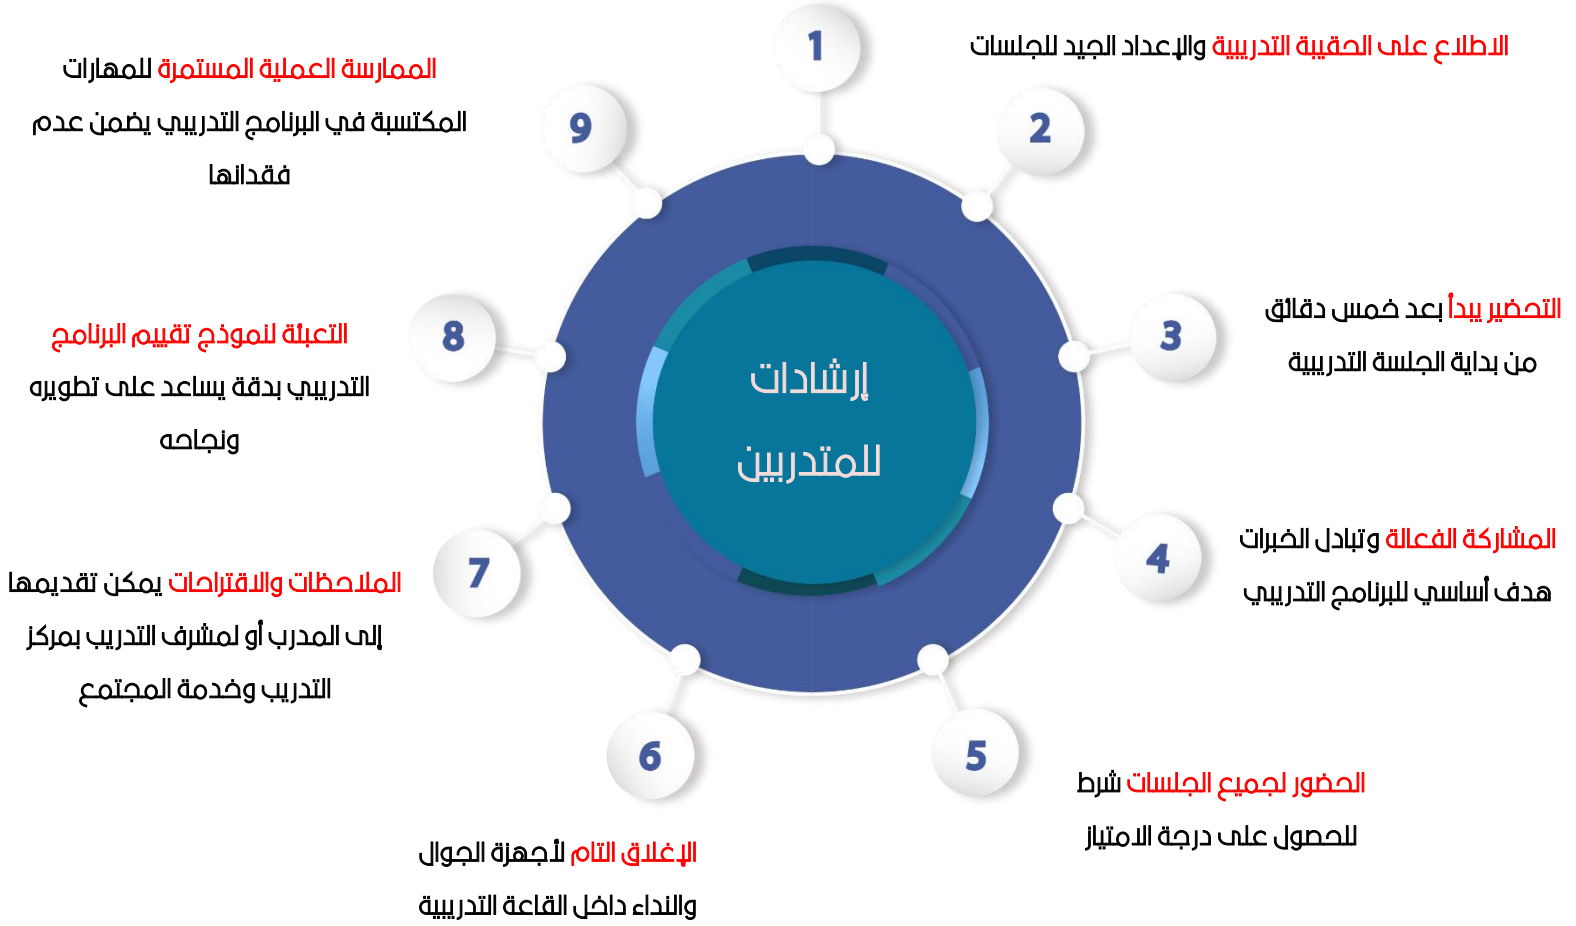 إرشادات
للمتدربين
1
الاطلاع على الحقيبة التدريبية والإعداد الجيد للجلسات
2
3
التحضير يبدأ بعد خمس دقائق
من بداية الجلسة التدريبية
4
المشاركة الفعالة وتبادل الخبرات
هدف أساسي للبرنامج التدريبي
5
الحضور لجميع الجلسات شرط
للحصول على درجة الامتياز
6
الإغلاق التام لأجهزة الجوال
والنداء داخل القاعة التدريبية
7
الملاحظات والاقتراحات يمكن تقديمها
إلى المدرب أو لمشرف التدريب بمركز
التدريب وخدمة المجتمع
8
التعبئة لنموذج تقييم البرنامج
التدريبي بدقة يساعد على تطويره
ونجاحه
9
الممارسة العملية المستمرة للمهارات
المكتسبة في البرنامج التدريبي يضمن عدم
فقدانها